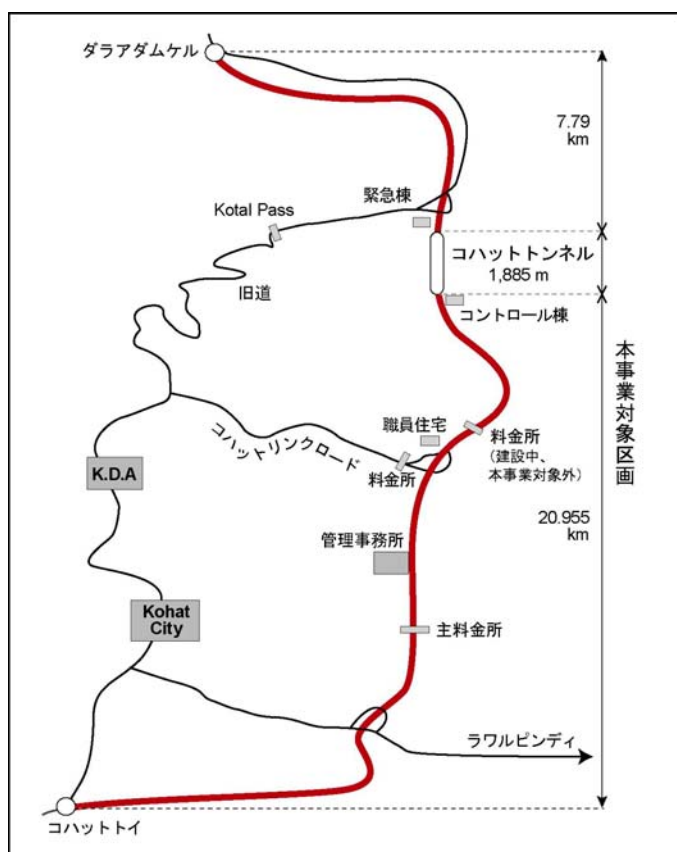 ダラアダムケル
7.79
km
緊急棟
Kotal Pass
コハットトンネル
1,885 m
旧道
コントロール棟
本事業対象区画
職員住宅
コハットリンクロード
料金所
(建設中、
本事業対象外)
料金所
K.D.A
20.955
km
管理事務所
Kohat
City
主料金所
ラワルピンディ
コハットトイ